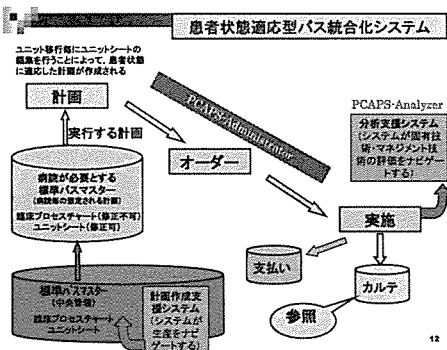 患者状態適応型パス統合化システム
ユニット移行毎にユニットシートの
編集を行うことによって、患者状態
に適応した計画が作成される
計画
実行する計画
PCAPS-Administrator
オーダー
PCAPS-Analyzer
分析支援システム
(システムが固有技
術・マネジメント技
術の評価をナビゲ
ートする)
病院が必要とする
標準パスマスター
(病院毎の想定される計画)
臨床プロセスチャート(修正不可)
ユニットシート(修正可)
実施
支払い
カルテ
参照
標準パスマスター
(中央管理)
臨床プロセスチャート
ユニットシート
計画作成支
援システム
(システムが
生産をナビ
ゲートする)
12